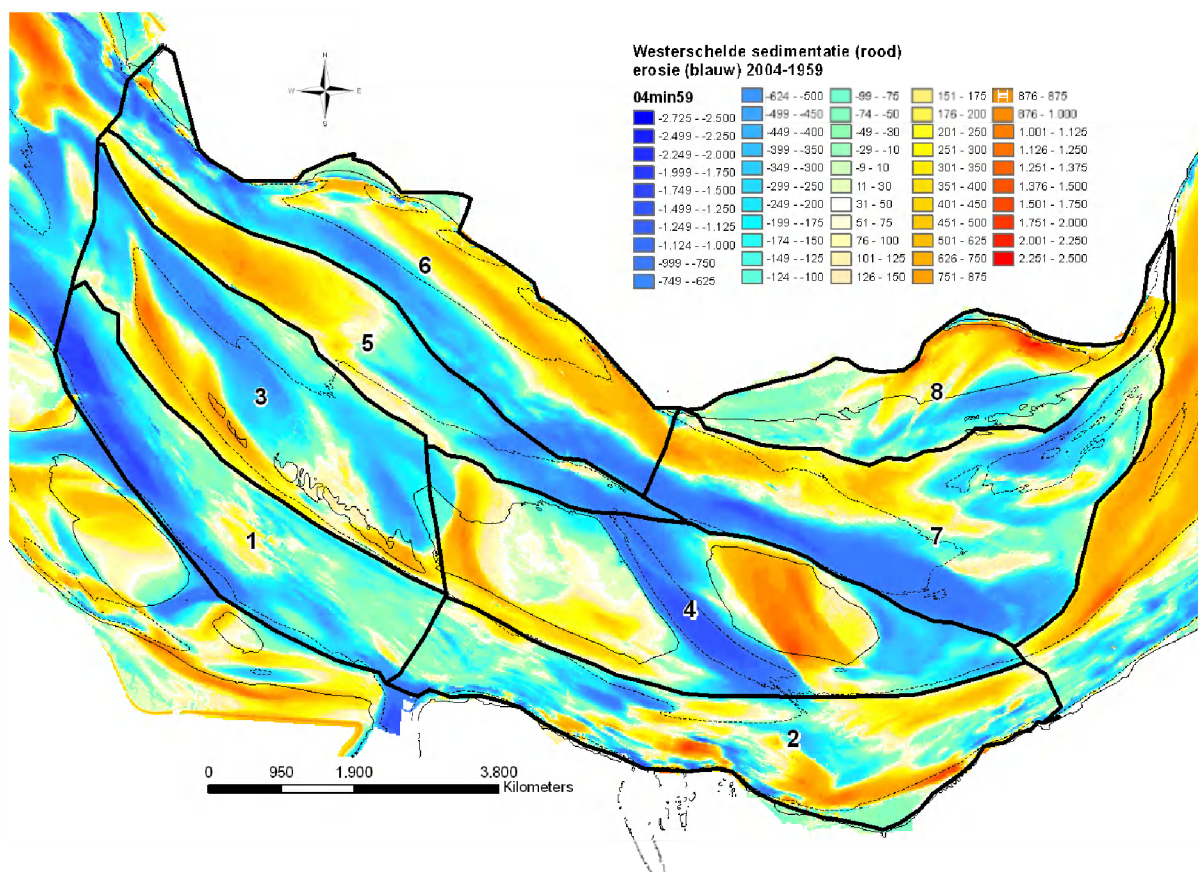 Westerschelde sedimentatie (rood)
erosie (blauw) 2004-1959
04min59
-2.725 - -2.500
-2.499 - -2.250
-2.249 - -2.000
-1.999 - -1.750
-1.749 - -1.500
-1.499 - -1.250
-1.249 - -1.125
-1.124 - -1.000
-999 - -750
-749 - -625
-624 - -500
-499 - -450
-449 - -400
-399 - -350
-349 - -300
-299 - -250
-249 - -200
-199 - -175
-174 - -150
-149 - -125
-124 - -100
-99 - -75
-74 - -50
-49 - -30
-29 - -10
-9 - 10
11 - 30
31 - 50
51 - 75
76 - 100
101 - 125
126 - 150
151 - 175
176 - 200
201 - 250
251 - 300
301 - 350
351 - 400
401 - 450
451 - 500
501 - 625
626 - 750
751 - 875
876 - 875
876 - 1.000
1.001 - 1.125
1.126 - 1.250
1.251 - 1.375
1.376 - 1.500
1.501 - 1.750
1.751 - 2.000
2.001 - 2.250
2.251 - 2.500
N
W E
S
6
5
3
8
1
7
4
2
0 950 1.900 3.800
Kilometers